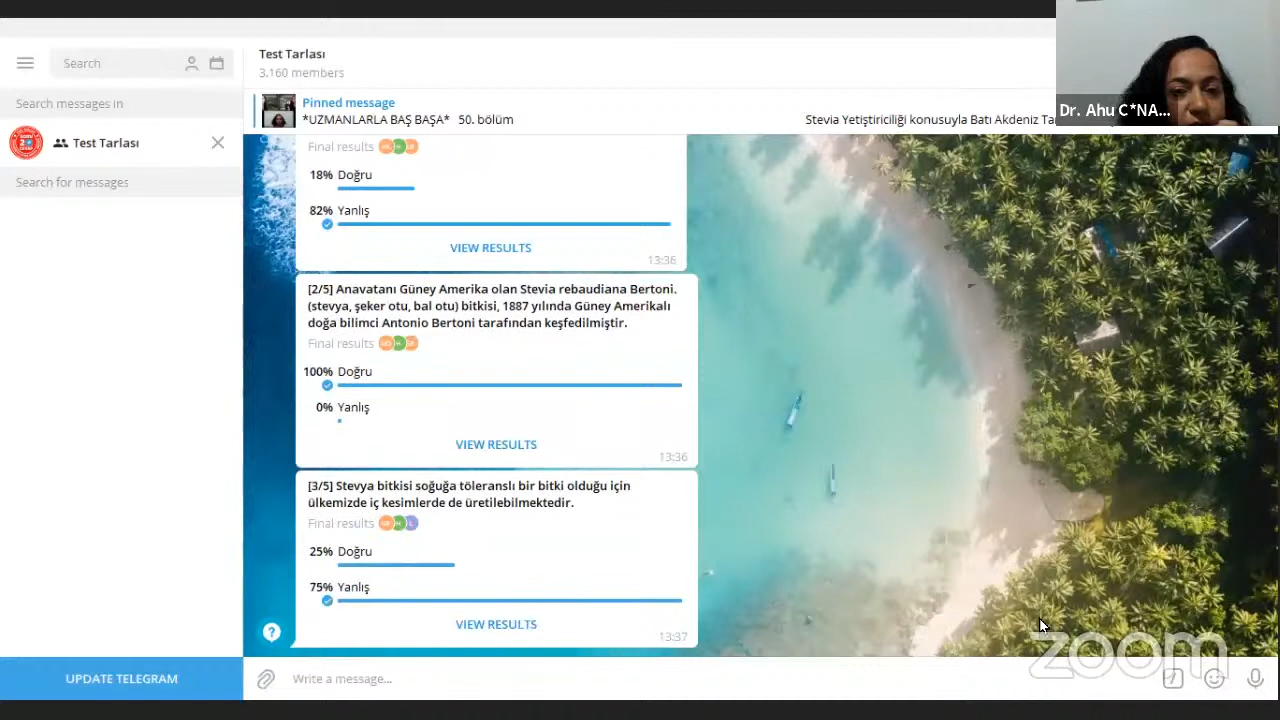 Search
Search messages in
Test Tarlası
Search for messages
UPDATE TELEGRAM
Test Tarlası
3,160 members
Pinned message
*UZMANLARLA BAŞ BAŞA* 50. bölüm Stevia Yetiştiriciliği konusuyla Batı Akdeniz Ta
Dr. Ahu Ç*NA...
Final results
18% Doğru
82% Yanlış
VIEW RESULTS
13:36
[2/5] Anavatanı Güney Amerika olan Stevia rebaudiana Bertoni.
(stevya, şeker otu, bal otu) bitkisi, 1887 yılında Güney Amerikalı
doğa bilimci Antonio Bertoni tarafından keşfedilmiştir.
Final results
100% Doğru
0% Yanlış
VIEW RESULTS
13:36
[3/5] Stevya bitkisi soğuğa töleranslı bir bitki olduğu için
ülkemizde iç kesimlerde de üretilebilmektedir.
Final results
25% Doğru
75% Yanlış
VIEW RESULTS
13:37
Write a message...
zoom